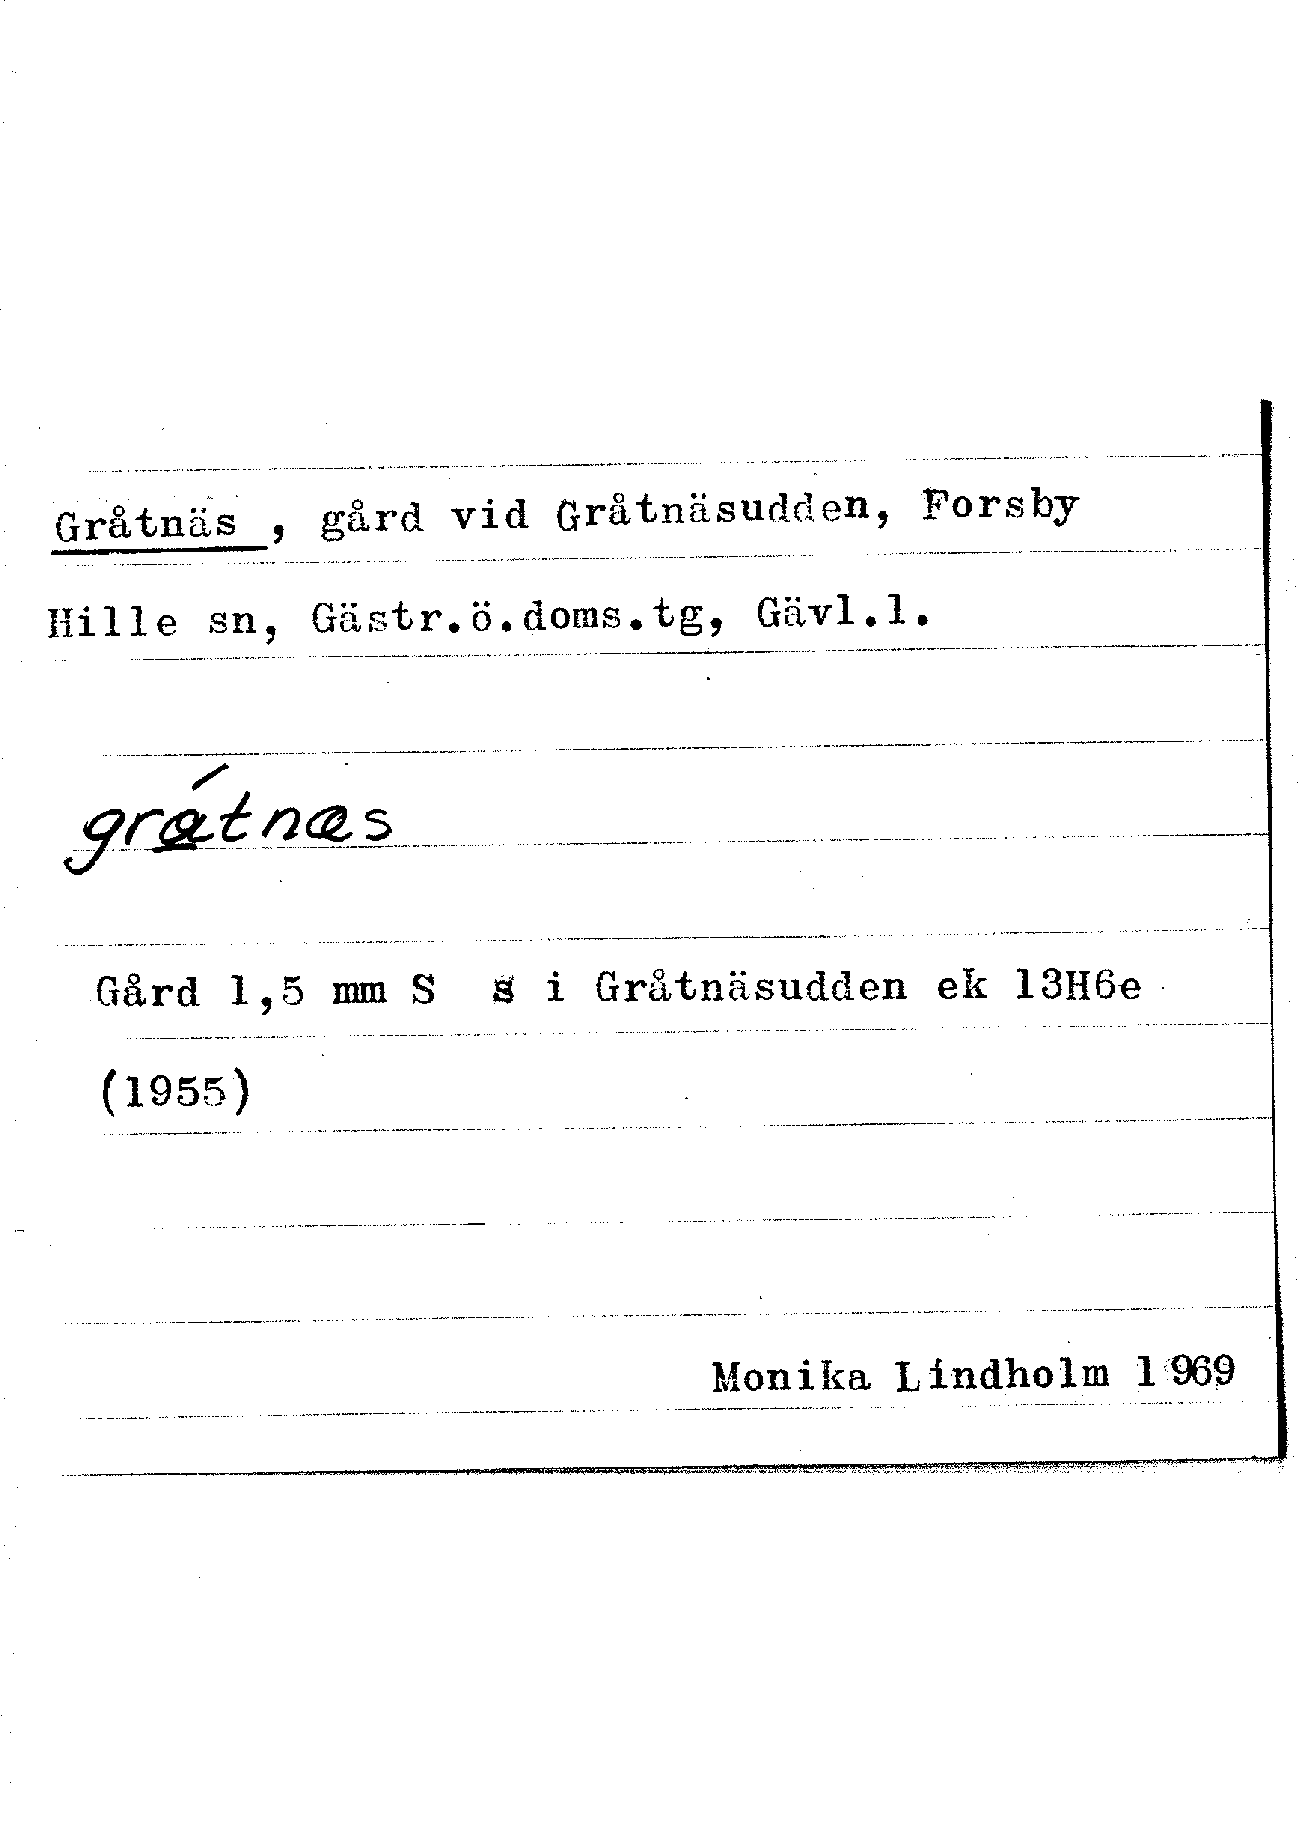 Gråtnäs , gård vid Gråtnäsudden, Forsby
Hille sn, Gästr.ö.doms.tg, Gävl.l.
grátnæs
Gård 1,5 mm S s i Gråtnäsudden ek 13H6e
(1955)
Monika Lindholm 1969